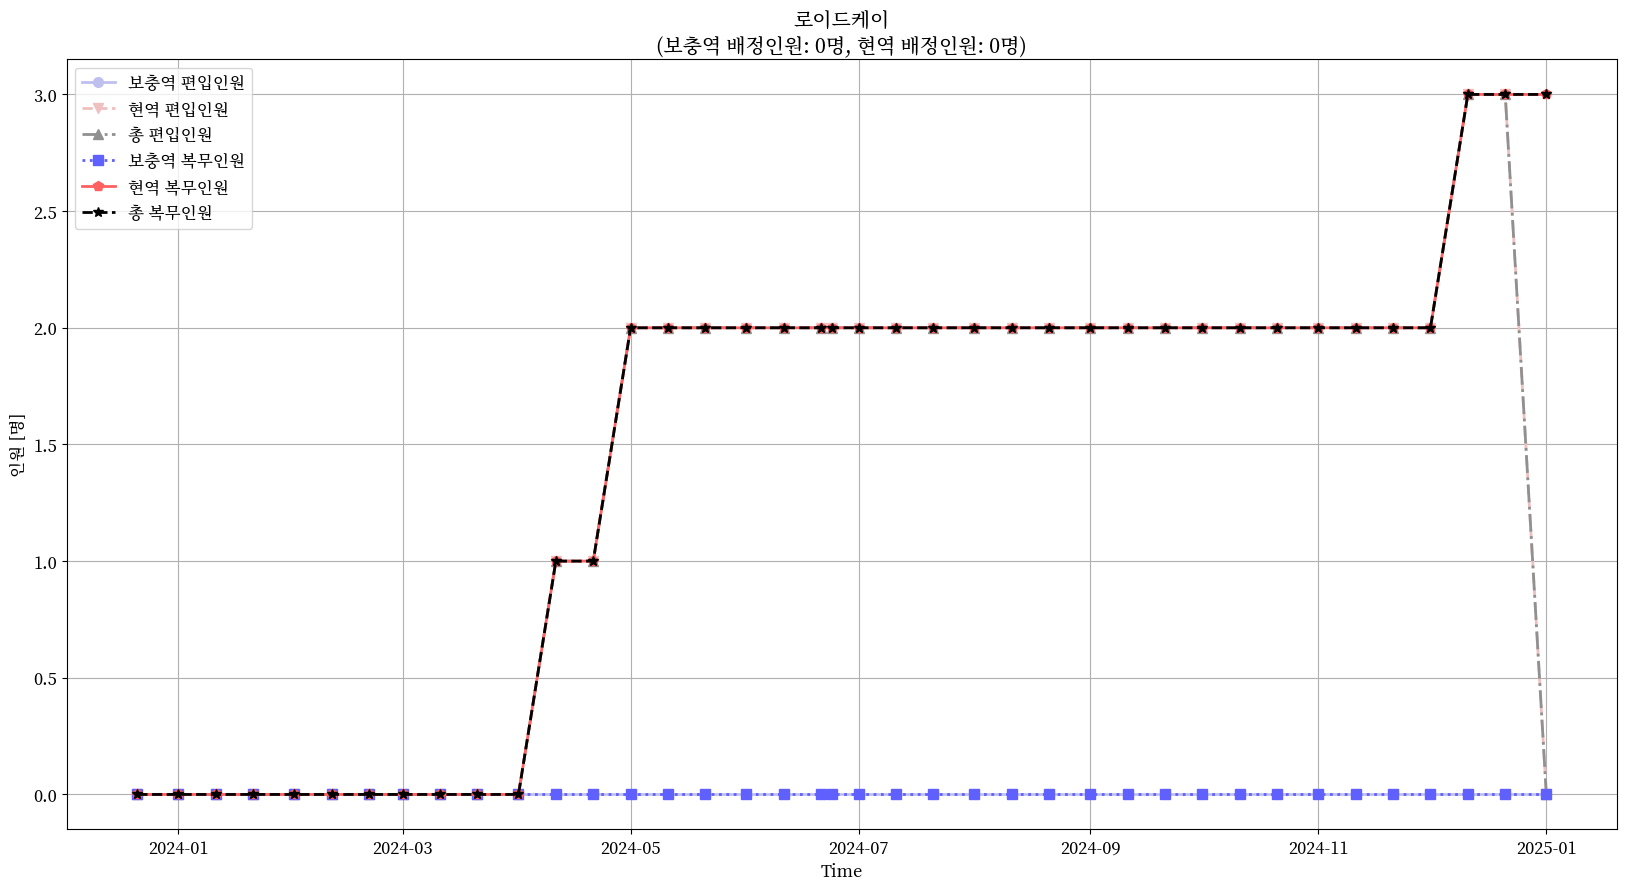 로이드케이
(보충역 배정인원: 0명, 현역 배정인원: 0명)
보충역 편입인원
현역 편입인원
총 편입인원
보충역 복무인원
현역 복무인원
총 복무인원
3.0
2.5
2.0
1.5
1.0
0.5
0.0
인원 [명]
2024-01
2024-03
2024-05
2024-07
2024-09
2024-11
2025-01
Time